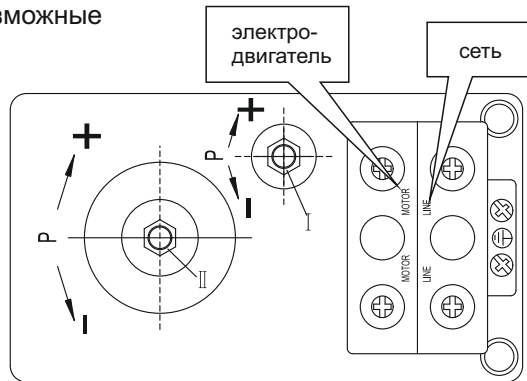 зможные
электро-
двигатель
сеть
+
+
P
P
-
-
I
II
MOTOR
LINE
MOTOR
LINE